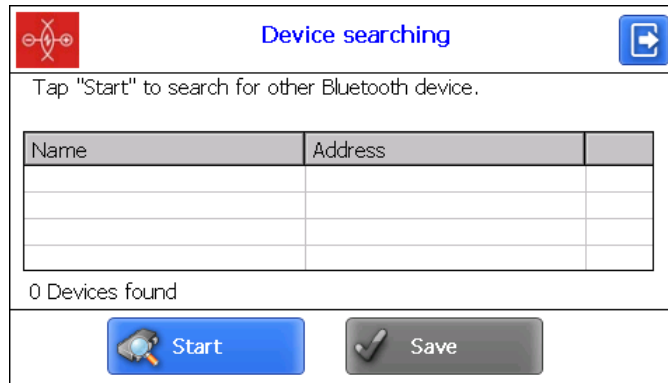 Device searching
Tap "Start" to search for other Bluetooth device.
Name Address
0 Devices found
Start Save